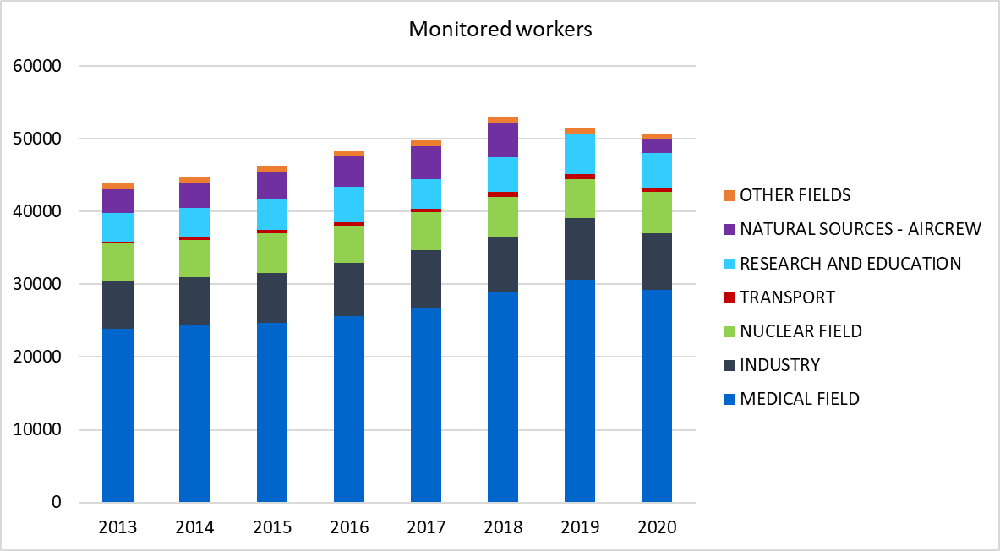 Monitored workers
60000
50000
40000
30000
20000
10000
0
2013 2014 2015 2016 2017 2018 2019 2020
OTHER FIELDS
NATURAL SOURCES - AIRCREW
RESEARCH AND EDUCATION
TRANSPORT
NUCLEAR FIELD
INDUSTRY
MEDICAL FIELD